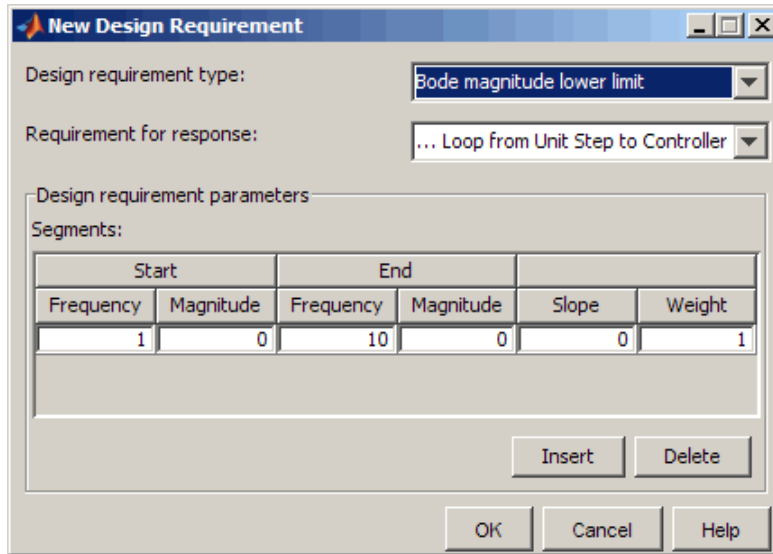 New Design Requirement
Design requirement type: Bode magnitude lower limit
Requirement for response: ... Loop from Unit Step to Controller
Design requirement parameters
Segments:
Start End
Frequency Magnitude Frequency Magnitude Slope Weight
1 0 10 0 0 1
Insert Delete
OK Cancel Help